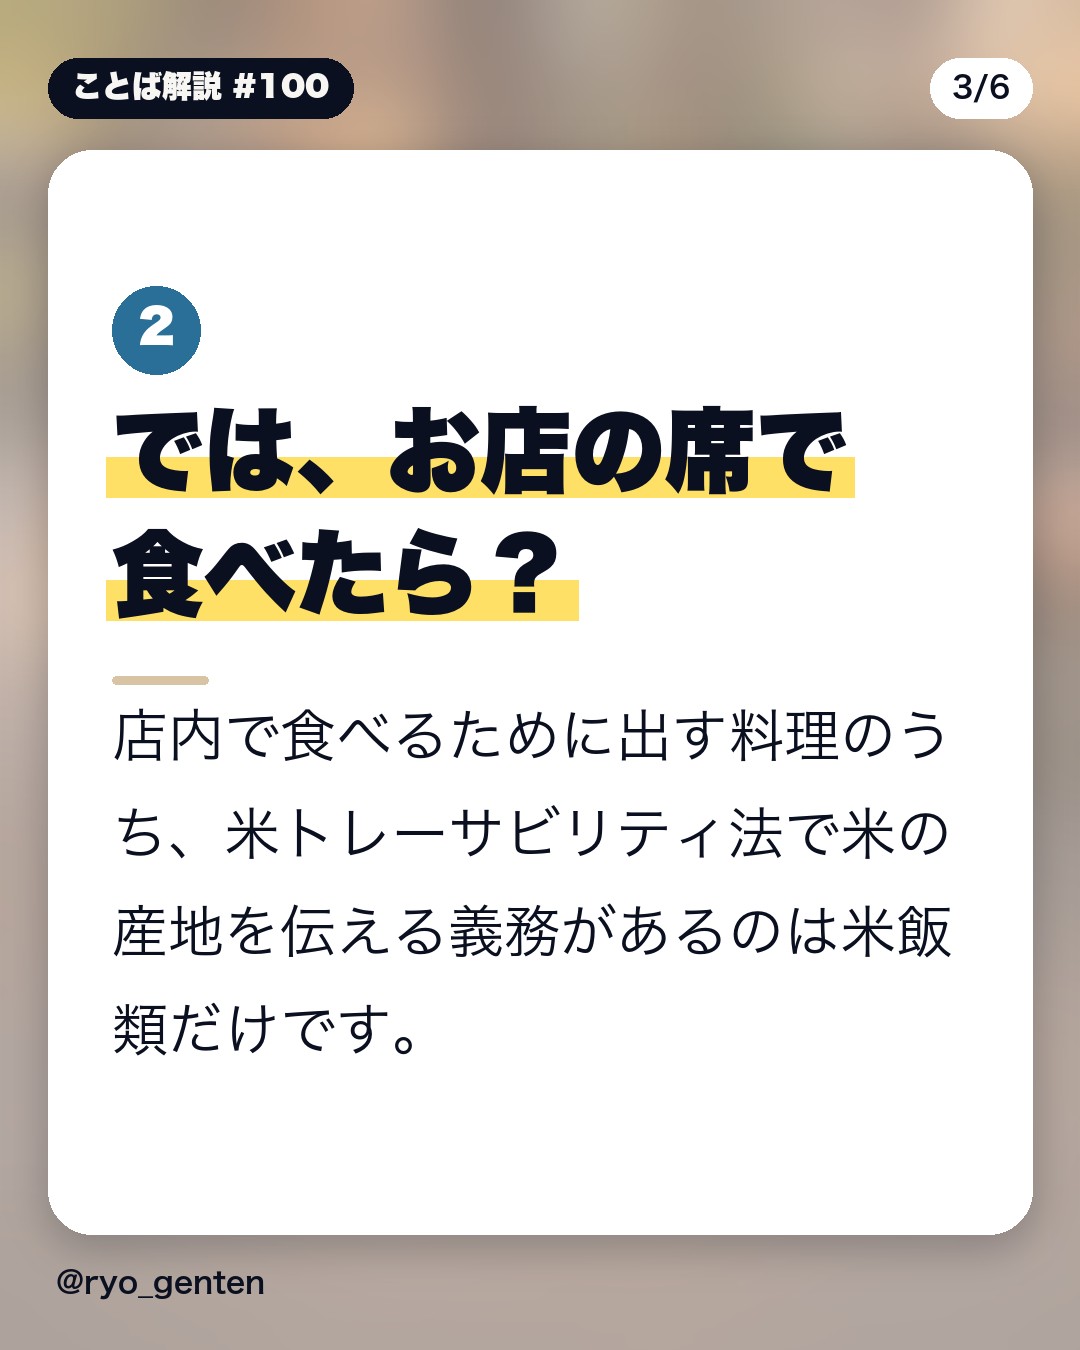 ことば解説 #100
3/6
2
では、お店の席で
食べたら？
店内で食べるために出す料理のう
ち、米トレーサビリティ法で米の
産地を伝える義務があるのは米飯
類だけです。
@ryo_genten